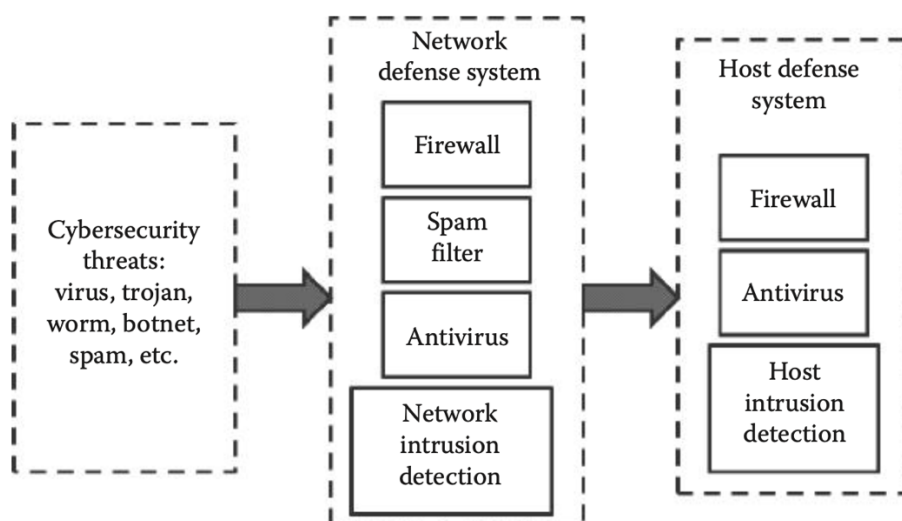 Cybersecurity
threats:
virus, trojan,
worm, botnet,
spam, etc.
Network
defense system
Firewall
Spam
filter
Antivirus
Network
intrusion
detection
Host defense
system
Firewall
Antivirus
Host
intrusion
detection